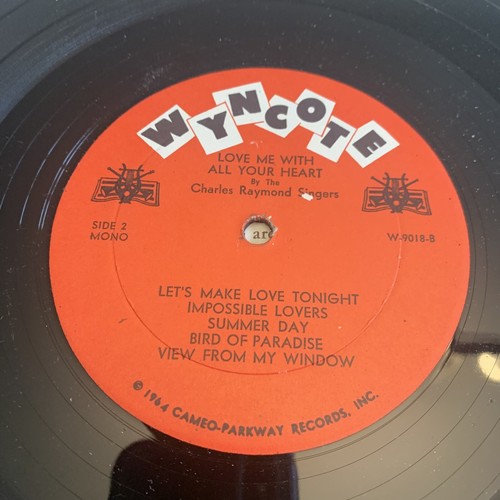 WYNCOTE
LOVE ME WITH
ALL YOUR HEART
By The
Charles Raymond Singers
SIDE 2
MONO
W-9018-B
are
LET'S MAKE LOVE TONIGHT
IMPOSSIBLE LOVERS
SUMMER DAY
BIRD OF PARADISE
VIEW FROM MY WINDOW
© 1964 CAMEO-PARKWAY RECORDS, INC.